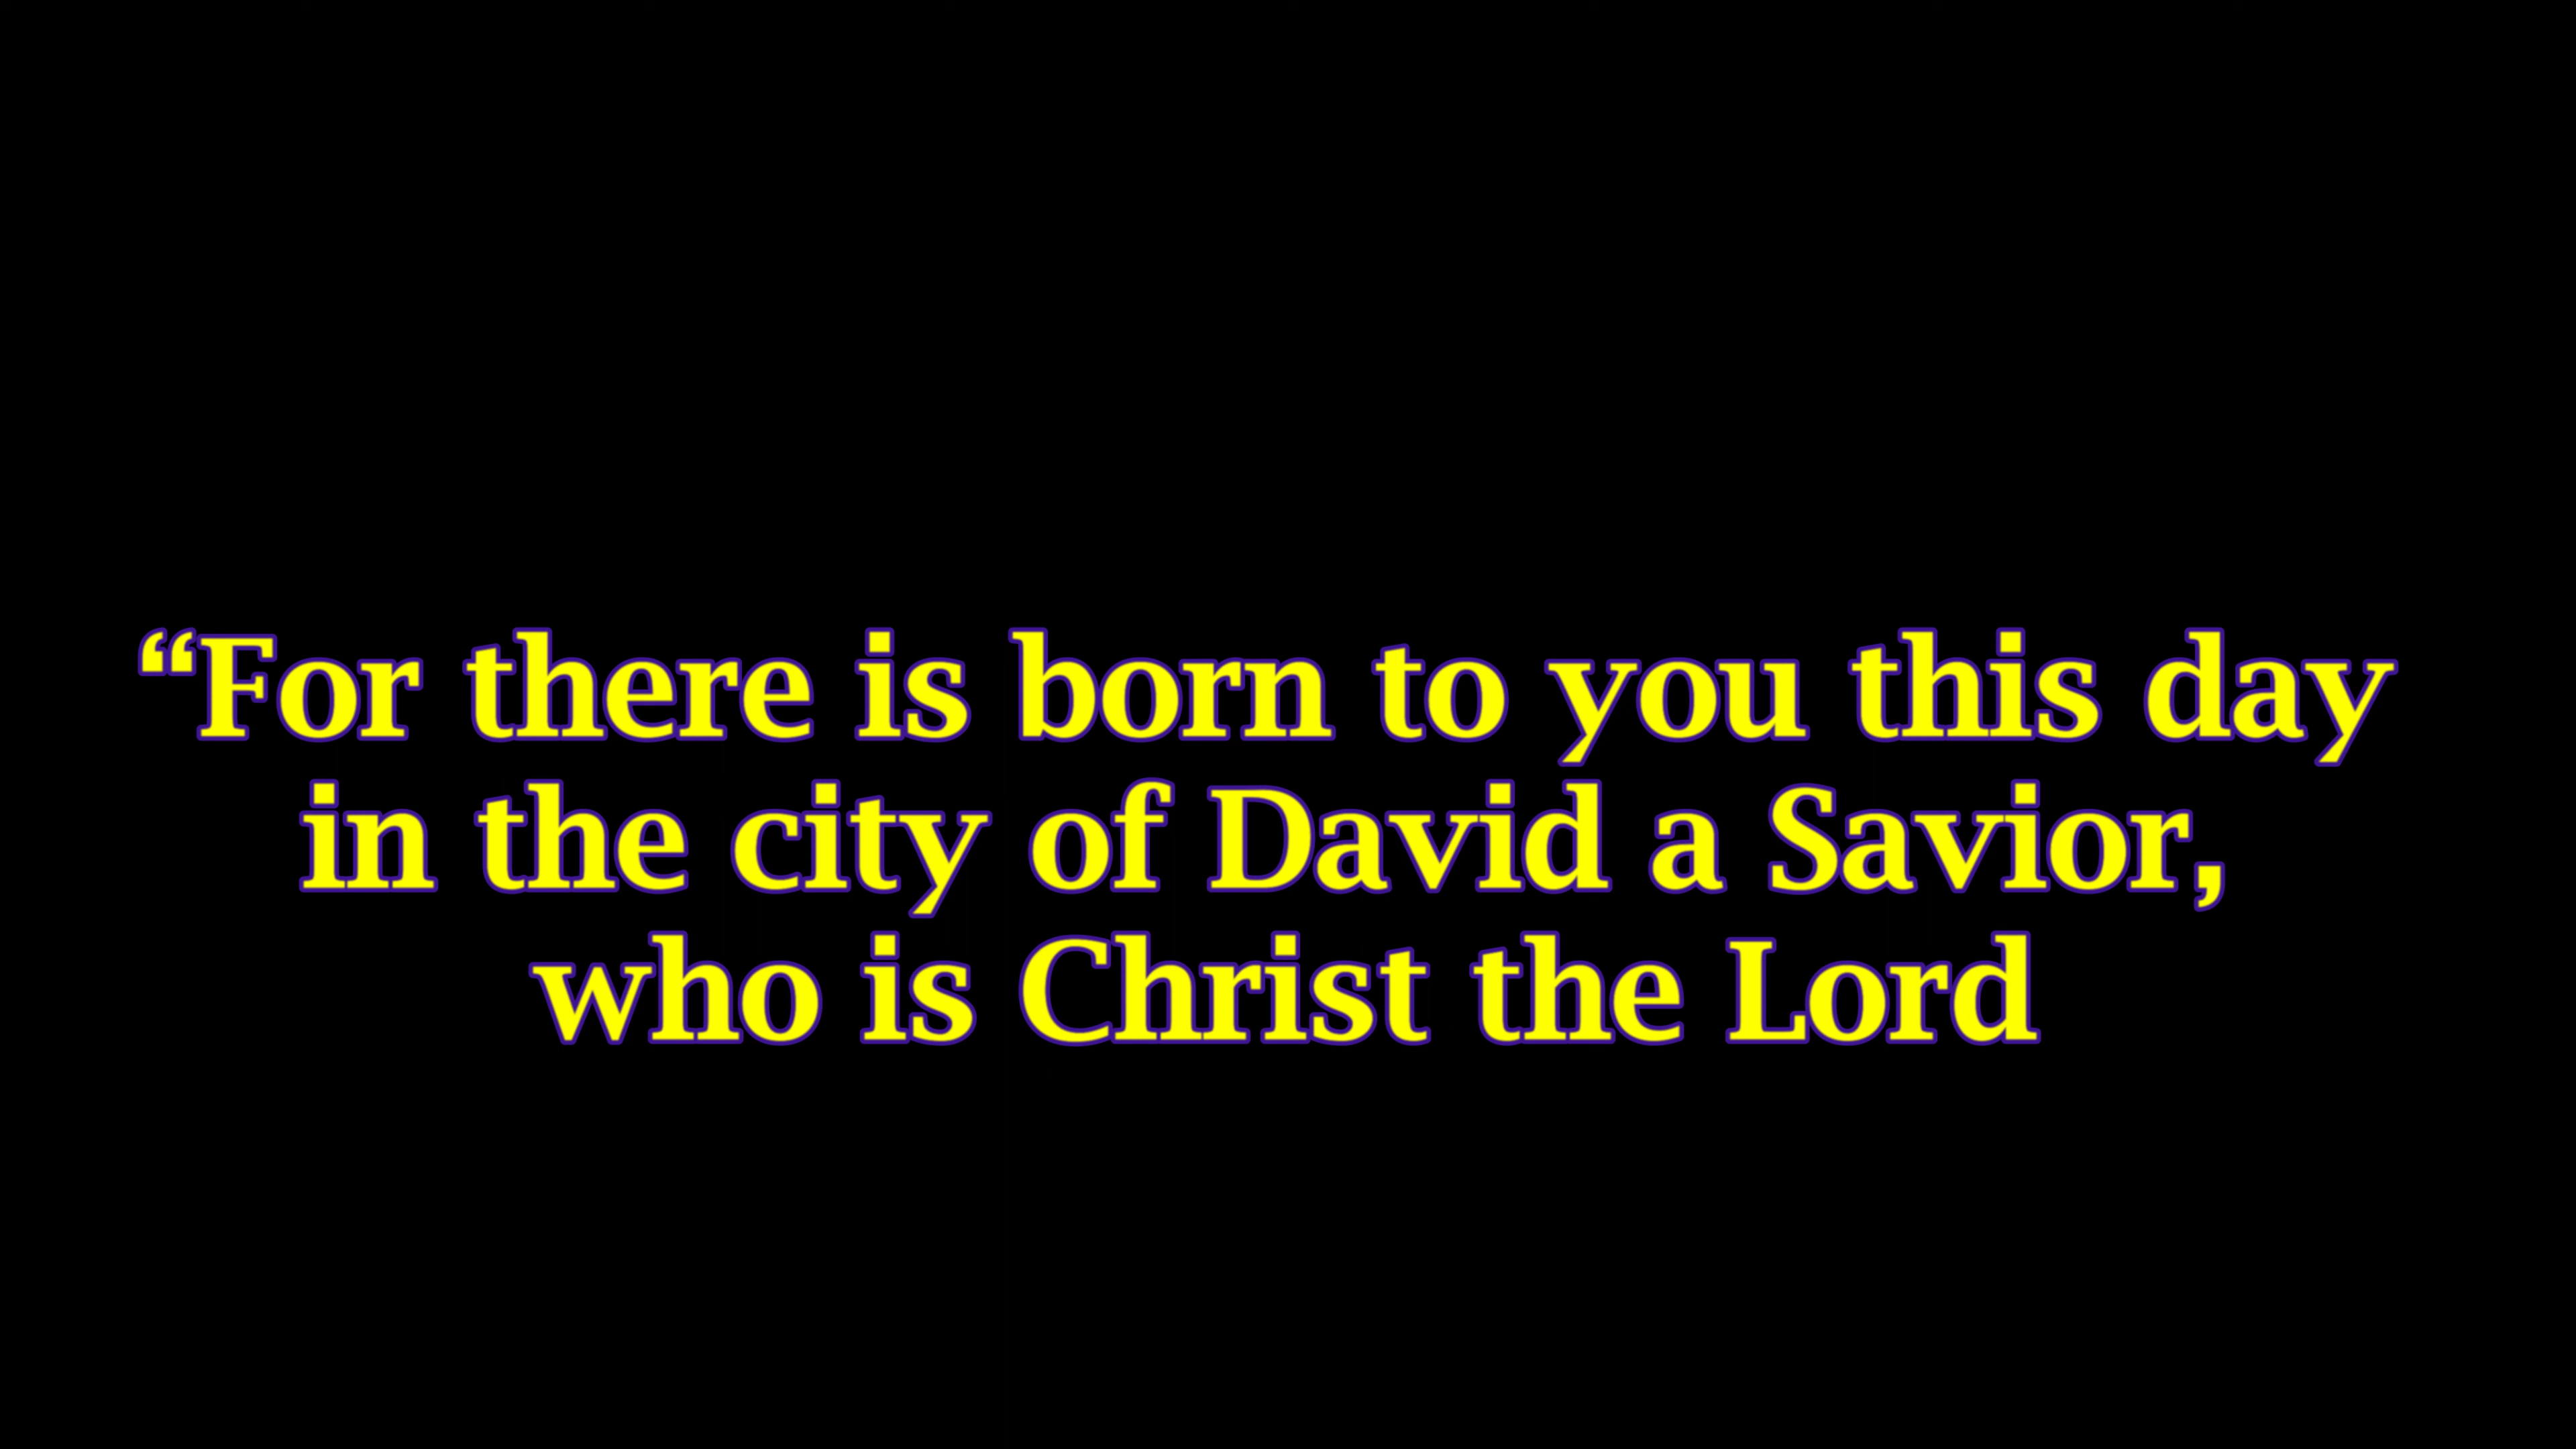 “For there is born to you this day
in the city of David a Savior,
who is Christ the Lord